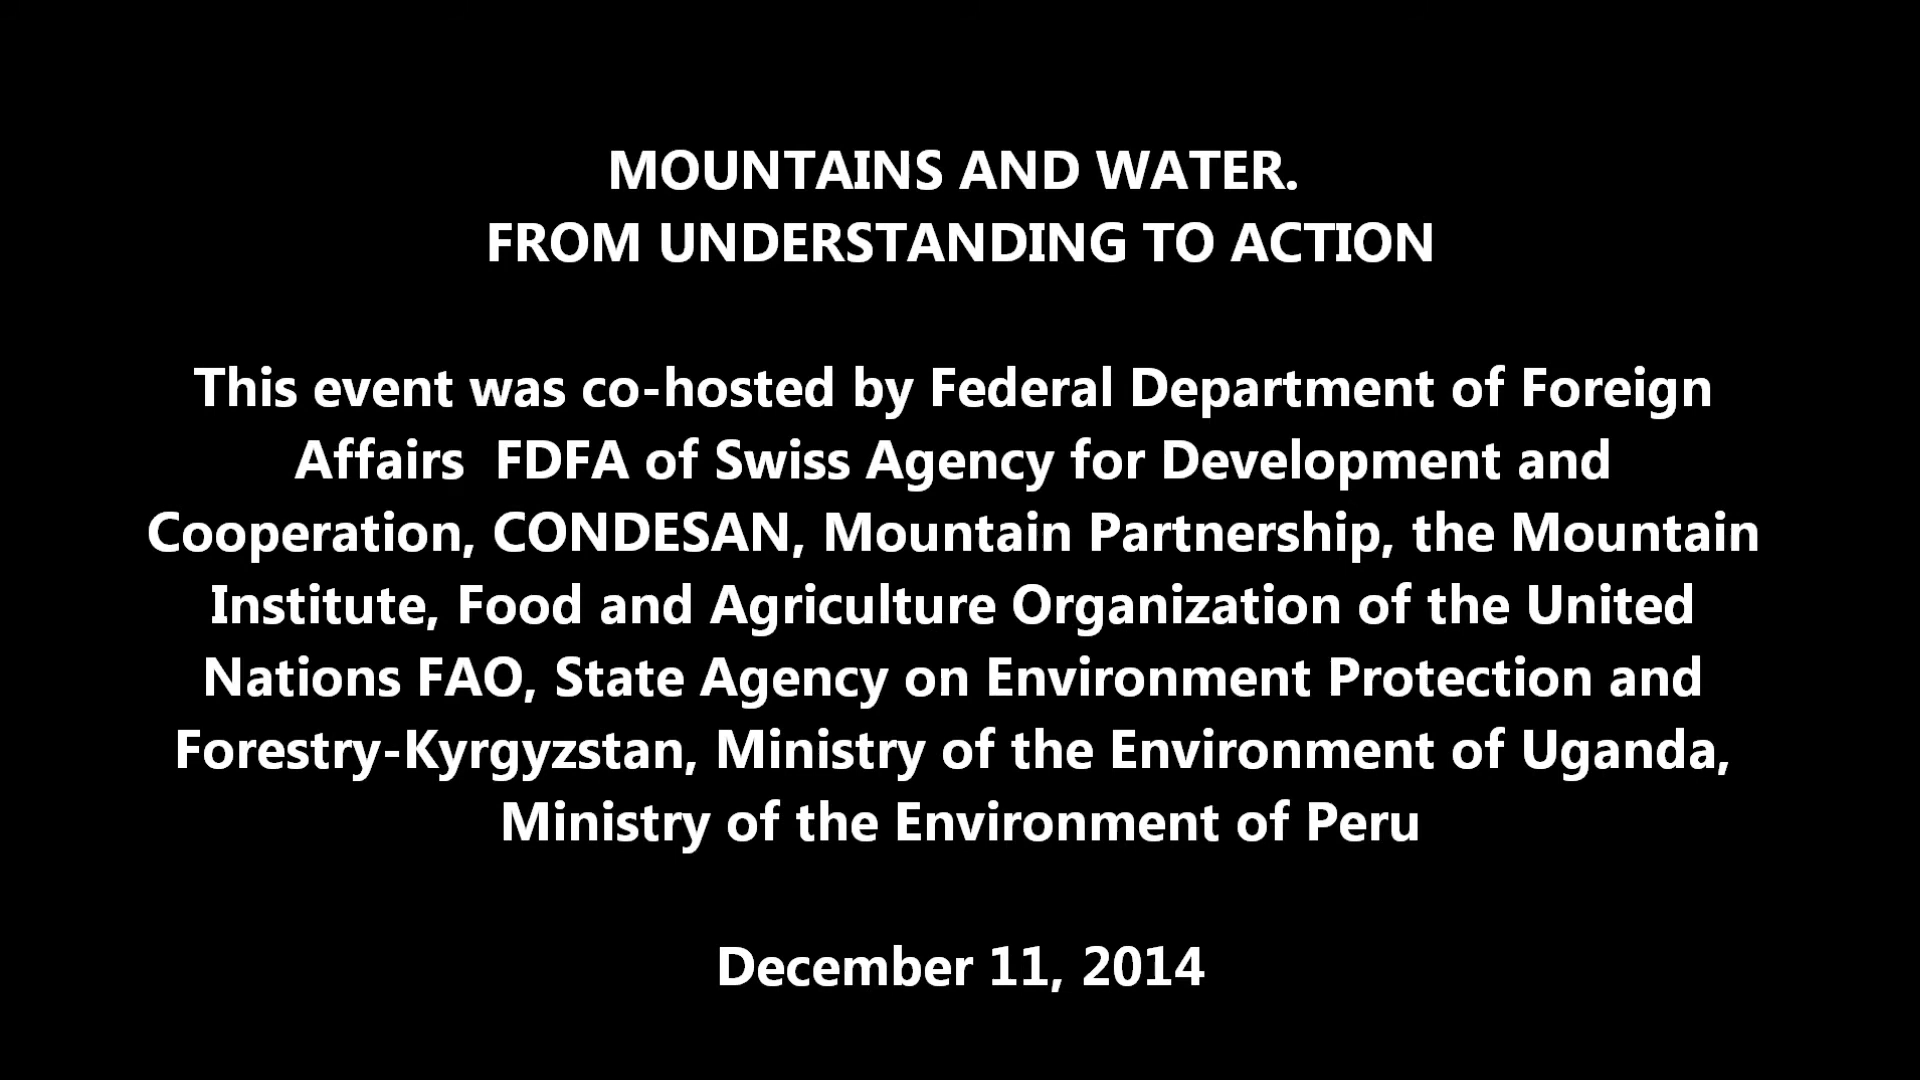 MOUNTAINS AND WATER.
FROM UNDERSTANDING TO ACTION
This event was co-hosted by Federal Department of Foreign
Affairs  FDFA of Swiss Agency for Development and
Cooperation, CONDESAN, Mountain Partnership, the Mountain
Institute, Food and Agriculture Organization of the United
Nations FAO, State Agency on Environment Protection and
Forestry-Kyrgyzstan, Ministry of the Environment of Uganda,
Ministry of the Environment of Peru
December 11, 2014